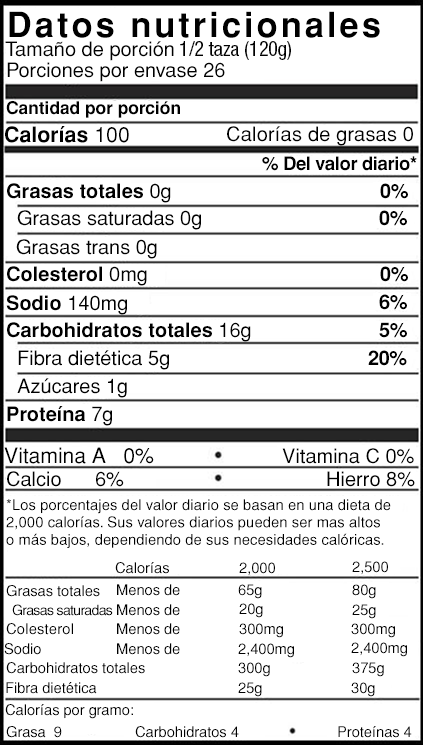 Datos nutricionales
Tamaño de porción 1/2 taza (120g)
Porciones por envase 26
Cantidad por porción
Calorías 100 Calorías de grasas 0
% Del valor diario*
Grasas totales 0g 0%
Grasas saturadas 0g 0%
Grasas trans 0g
Colesterol 0mg 0%
Sodio 140mg 6%
Carbohidratos totales 16g 5%
Fibra dietética 5g 20%
Azúcares 1g
Proteína 7g
Vitamina A 0% • Vitamina C 0%
Calcio 6% • Hierro 8%
*Los porcentajes del valor diario se basan en una dieta de
2,000 calorías. Sus valores diarios pueden ser mas altos
o más bajos, dependiendo de sus necesidades calóricas.
Calorías 2,000 2,500
Grasas totales Menos de 65g 80g
Grasas saturadas Menos de 20g 25g
Colesterol Menos de 300mg 300mg
Sodio Menos de 2,400mg 2,400mg
Carbohidratos totales 300g 375g
Fibra dietética 25g 30g
Calorías por gramo:
Grasa 9 Carbohidratos 4 • Proteínas 4